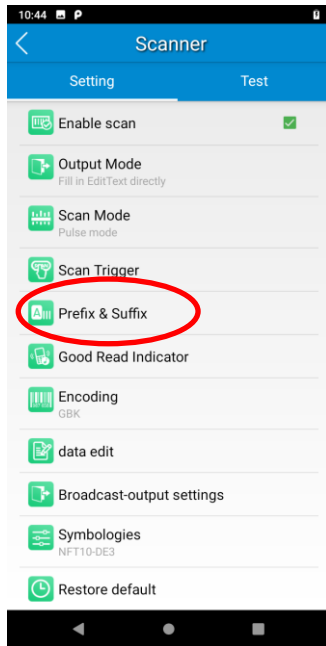 10:44 P
Scanner
Setting Test
Enable scan
Output Mode
Fill in EditText directly
Scan Mode
Pulse mode
Scan Trigger
Prefix & Suffix
Good Read Indicator
Encoding
GBK
data edit
Broadcast-output settings
Symbologies
NFT10-DE3
Restore default